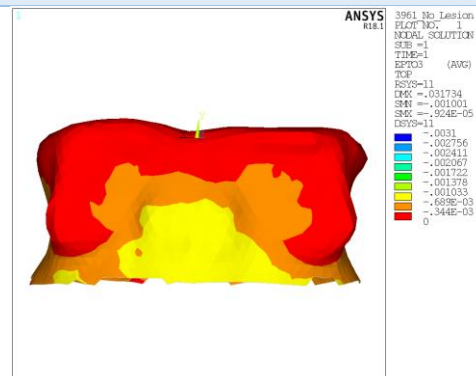 1
ANSYS
R18.1
3961 No Lesion
PLOT NO. 1
NODAL SOLUTION
SUB =1
TIME=1
EPTO3 (AVG)
TOP
RSYS=11
DMX =.031734
SMN =-.001001
SMX =-.924E-05
DSYS=11
-.0031
-.002756
-.002411
-.002067
-.001722
-.001378
-.001033
-.689E-03
-.344E-03
0
Y